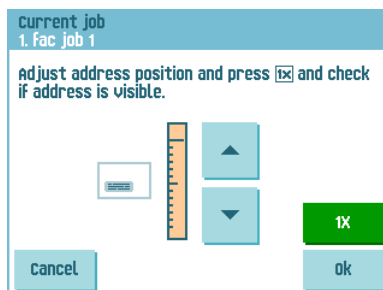 Current job
1. Fac job 1
Adjust address position and press 1x and check
if address is visible.
1X
Cancel
Ok